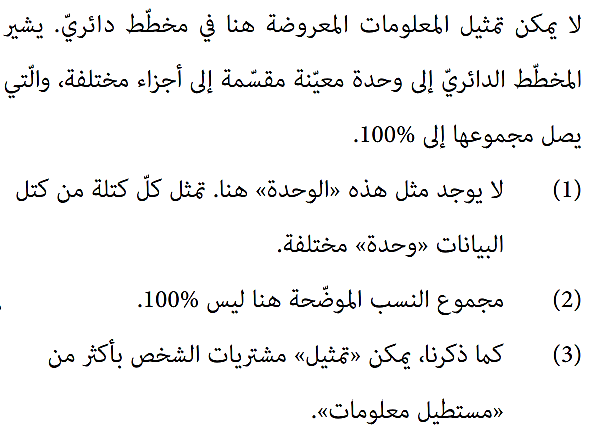 لا يمكن تمثيل المعلومات المعروضة هنا في مخطّط دائريّ. يشير
المخطّط الدائريّ إلى وحدة معيّنة مقسّمة إلى أجزاء مختلفة، والّتي
يصل مجموعها إلى 100%.
(1) لا يوجد مثل هذه «الوحدة» هنا. تمثل كلّ كتلة من كتل
البيانات «وحدة» مختلفة.
(2) مجموع النسب الموضّحة هنا ليس 100%.
(3) كما ذكرنا، يمكن «تمثيل» مشتريات الشخص بأكثر من
«مستطيل معلومات».